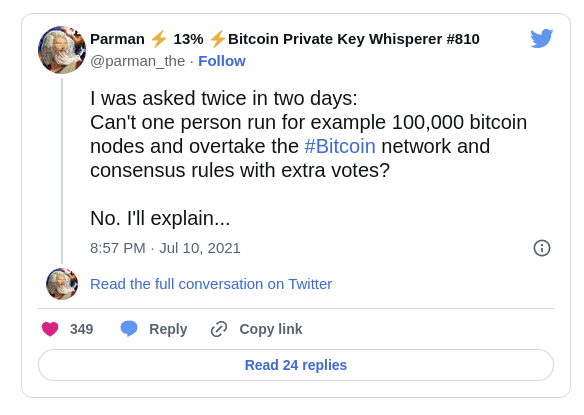 Parman ⚡ 13% ⚡Bitcoin Private Key Whisperer #810
@parman_the · Follow
I was asked twice in two days:
Can't one person run for example 100,000 bitcoin
nodes and overtake the #Bitcoin network and
consensus rules with extra votes?
No. I'll explain...
8:57 PM · Jul 10, 2021
Read the full conversation on Twitter
349 Reply Copy link
Read 24 replies